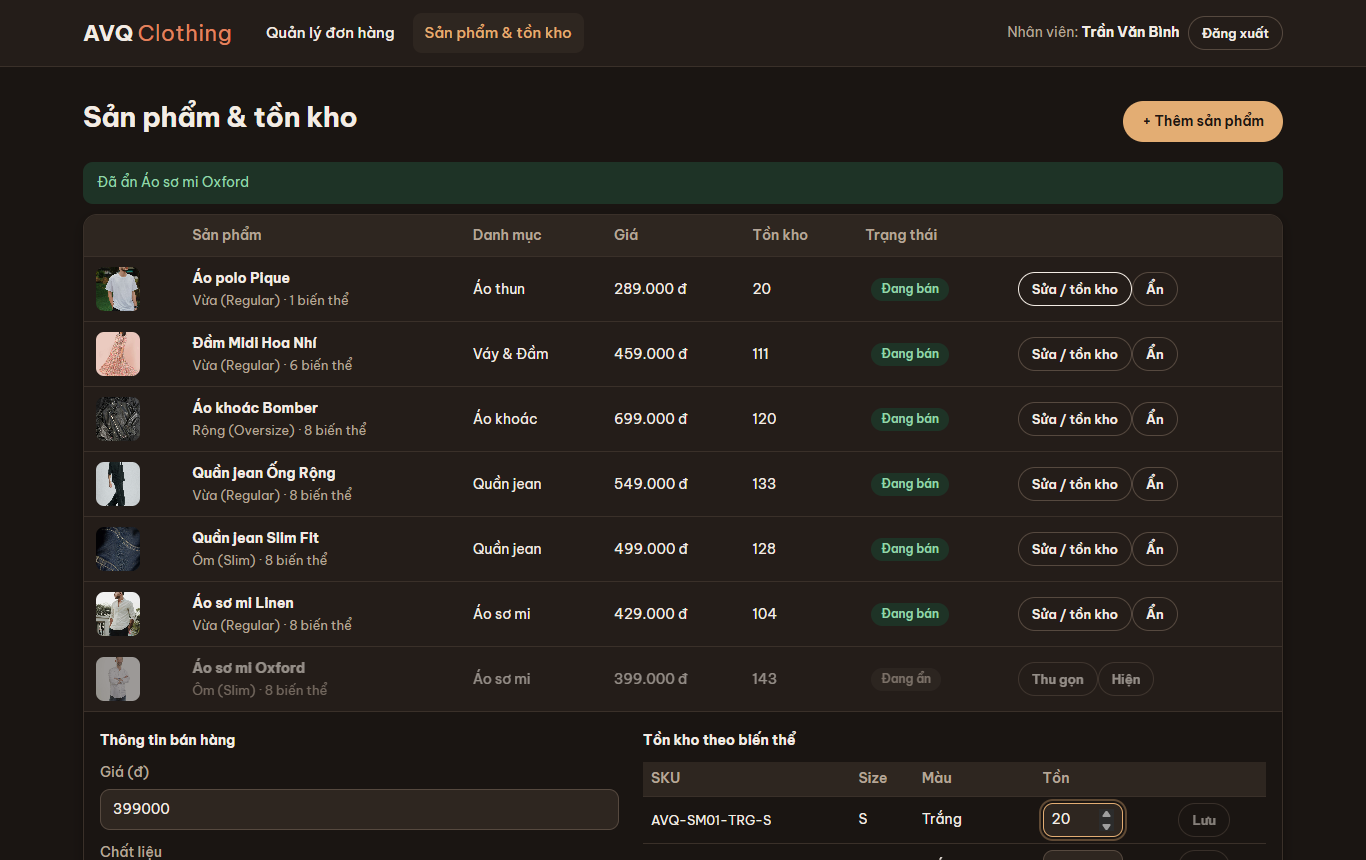 AVQ Clothing Quản lý đơn hàng Sản phẩm & tồn kho Nhân viên: Trần Văn Bình Đăng xuất
Sản phẩm & tồn kho
+ Thêm sản phẩm
Đã ẩn Áo sơ mi Oxford
Sản phẩm Danh mục Giá Tồn kho Trạng thái
Áo polo Pique
Vừa (Regular) · 1 biến thể
Áo thun 289.000 đ 20 Đang bán Sửa / tồn kho Ẩn
Đầm Midi Hoa Nhí
Vừa (Regular) · 6 biến thể
Váy & Đầm 459.000 đ 111 Đang bán Sửa / tồn kho Ẩn
Áo khoác Bomber
Rộng (Oversize) · 8 biến thể
Áo khoác 699.000 đ 120 Đang bán Sửa / tồn kho Ẩn
Quần jean Ống Rộng
Vừa (Regular) · 8 biến thể
Quần jean 549.000 đ 133 Đang bán Sửa / tồn kho Ẩn
Quần jean Slim Fit
Ôm (Slim) · 8 biến thể
Quần jean 499.000 đ 128 Đang bán Sửa / tồn kho Ẩn
Áo sơ mi Linen
Vừa (Regular) · 8 biến thể
Áo sơ mi 429.000 đ 104 Đang bán Sửa / tồn kho Ẩn
Áo sơ mi Oxford
Ôm (Slim) · 8 biến thể
Áo sơ mi 399.000 đ 143 Đang ẩn Thu gọn Hiện
Thông tin bán hàng
Giá (đ)
399000
Chất liệu
Tồn kho theo biến thể
SKU Size Màu Tồn
AVQ-SM01-TRG-S S Trắng 20 Lưu